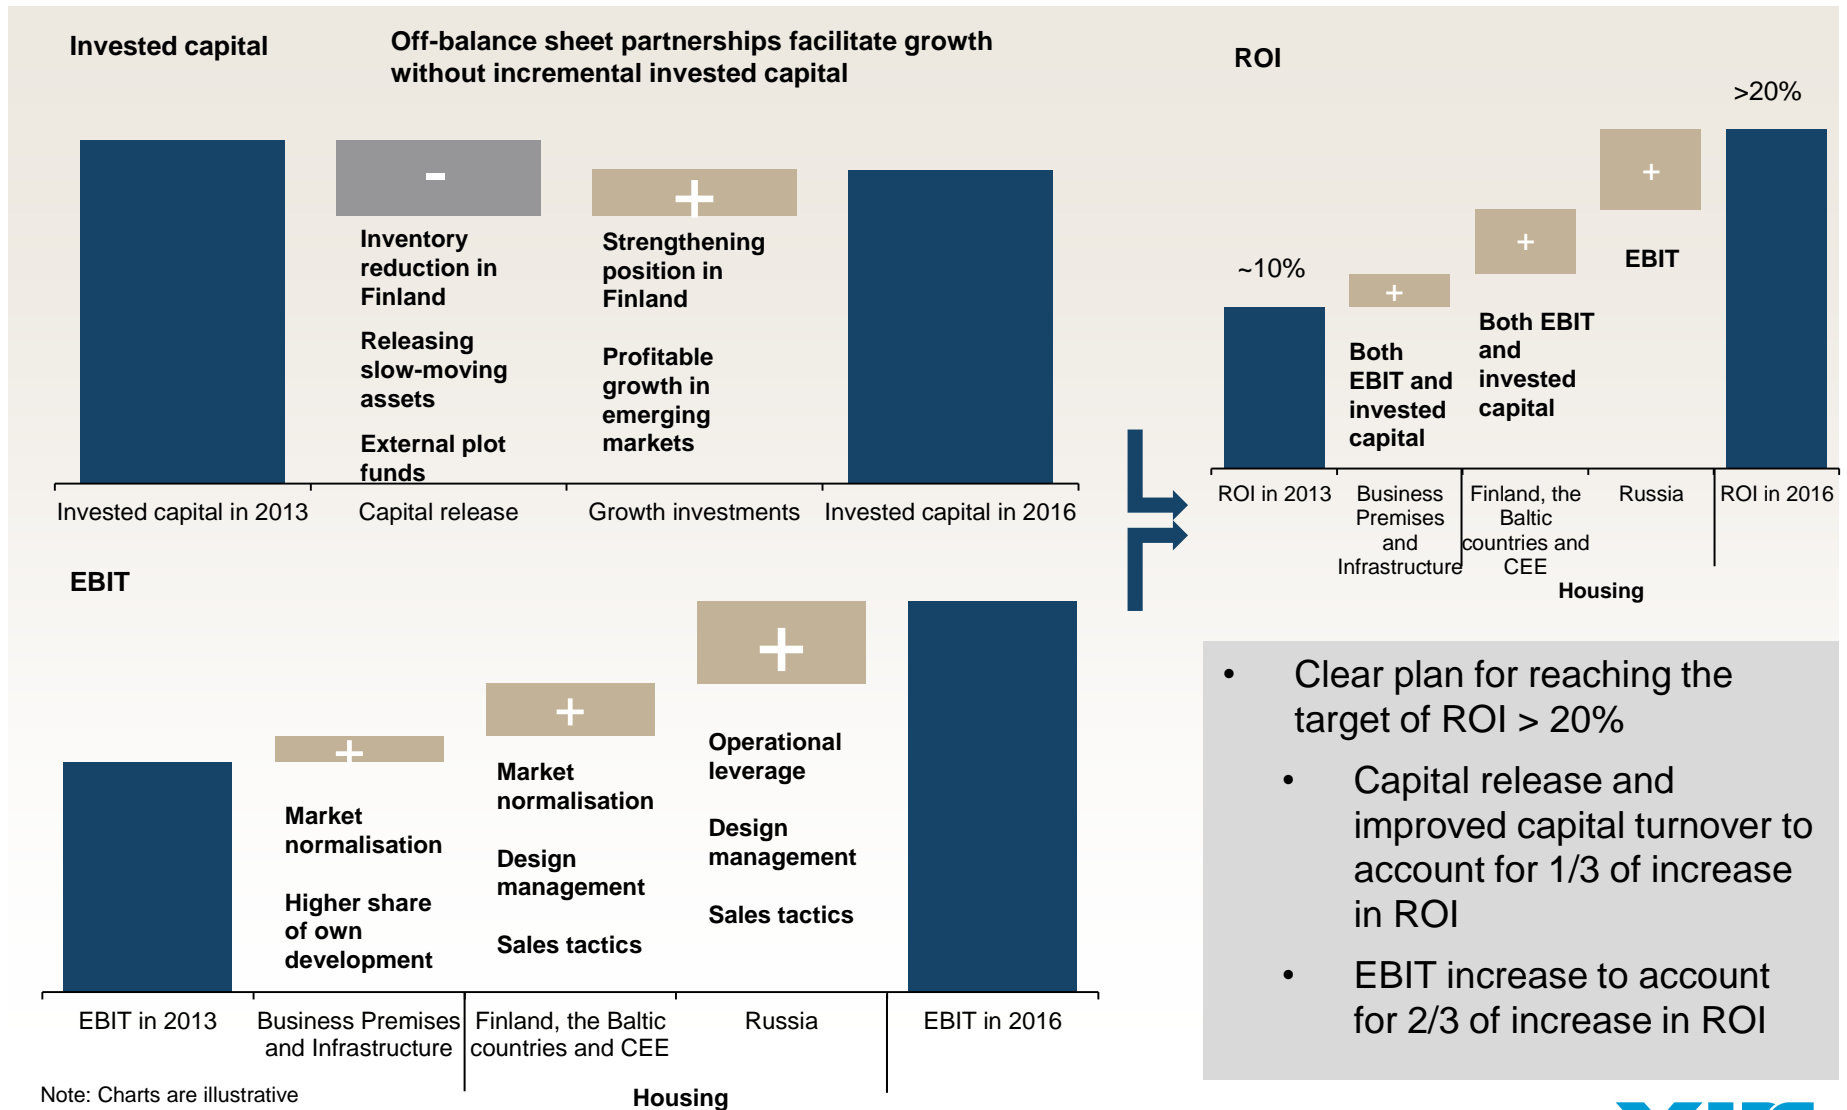 Invested capital
Off-balance sheet partnerships facilitate growth
without incremental invested capital
-
+
Inventory
reduction in
Finland
Releasing
slow-moving
assets
External plot
funds
Strengthening
position in
Finland
Profitable
growth in
emerging
markets
Invested capital in 2013
Capital release
Growth investments
Invested capital in 2016
ROI
>20%
~10%
+
+
+
EBIT
Both EBIT
and
invested
capital
Both
EBIT and
invested
capital
ROI in 2013
Business
Premises
and
Infrastructure
Finland, the
Baltic
countries and
CEE
Russia
ROI in 2016
Housing
EBIT
+
+
+
Market
normalisation
Higher share
of own
development
Market
normalisation
Design
management
Sales tactics
Operational
leverage
Design
management
Sales tactics
EBIT in 2013
Business Premises
and Infrastructure
Finland, the Baltic
countries and CEE
Russia
EBIT in 2016
Housing
• Clear plan for reaching the
target of ROI > 20%
• Capital release and
improved capital turnover to
account for 1/3 of increase
in ROI
• EBIT increase to account
for 2/3 of increase in ROI
Note: Charts are illustrative